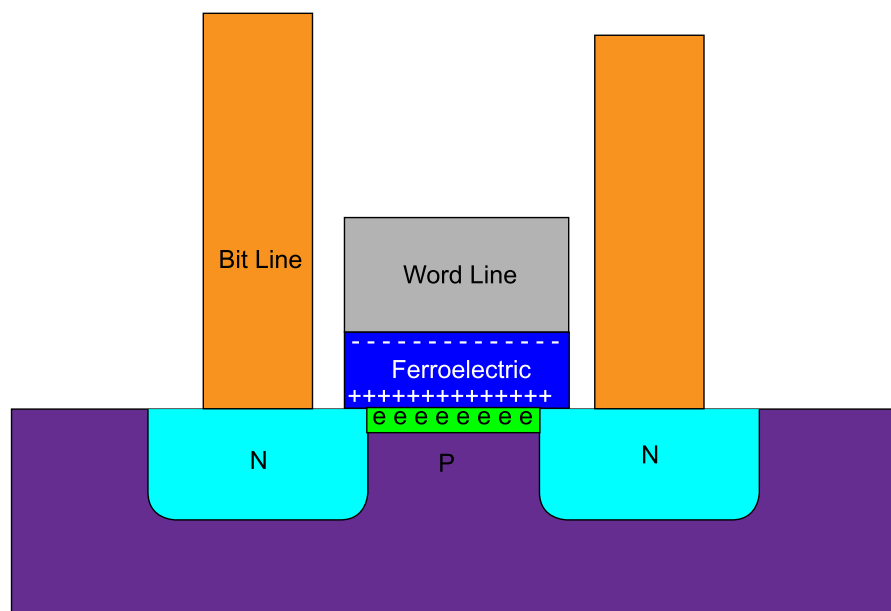 Bit Line
Word Line
- - - - - - - - - - - - - -
Ferroelectric
++++++++++++++
e e e e e e e e
N
P
N